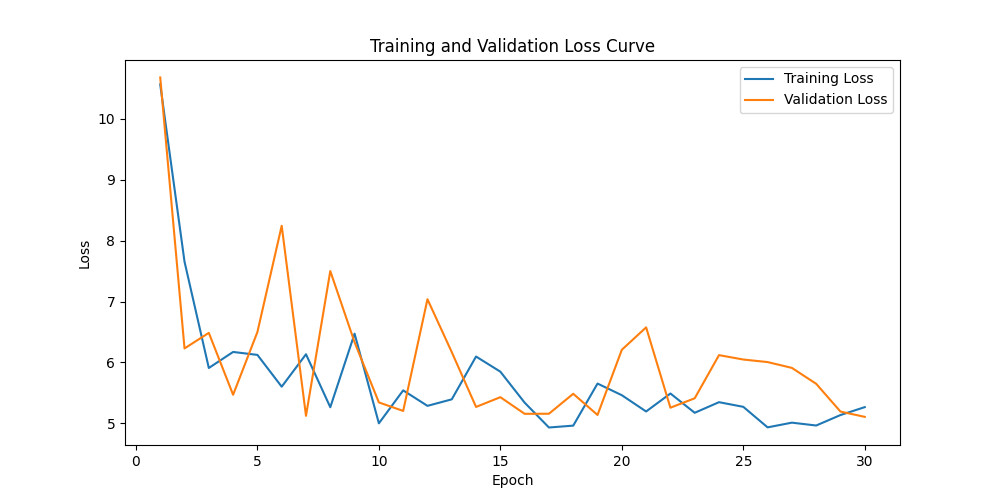 Training and Validation Loss Curve
Training Loss
Validation Loss
Loss
10
9
8
7
6
5
0 5 10 15 20 25 30
Epoch